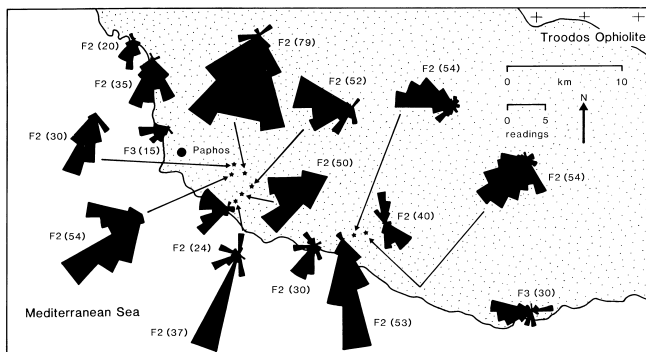 F2 (20)
F2 (79)
Troodos Ophiolite
F2 (35)
F2 (52)
F2 (54)
0 10
km
N
0 5
readings
F2 (30)
F3 (15)
Paphos
F2 (50)
F2 (54)
F2 (54)
F2 (40)
F2 (24)
F2 (30)
F3 (30)
Mediterranean Sea
F2 (37)
F2 (53)